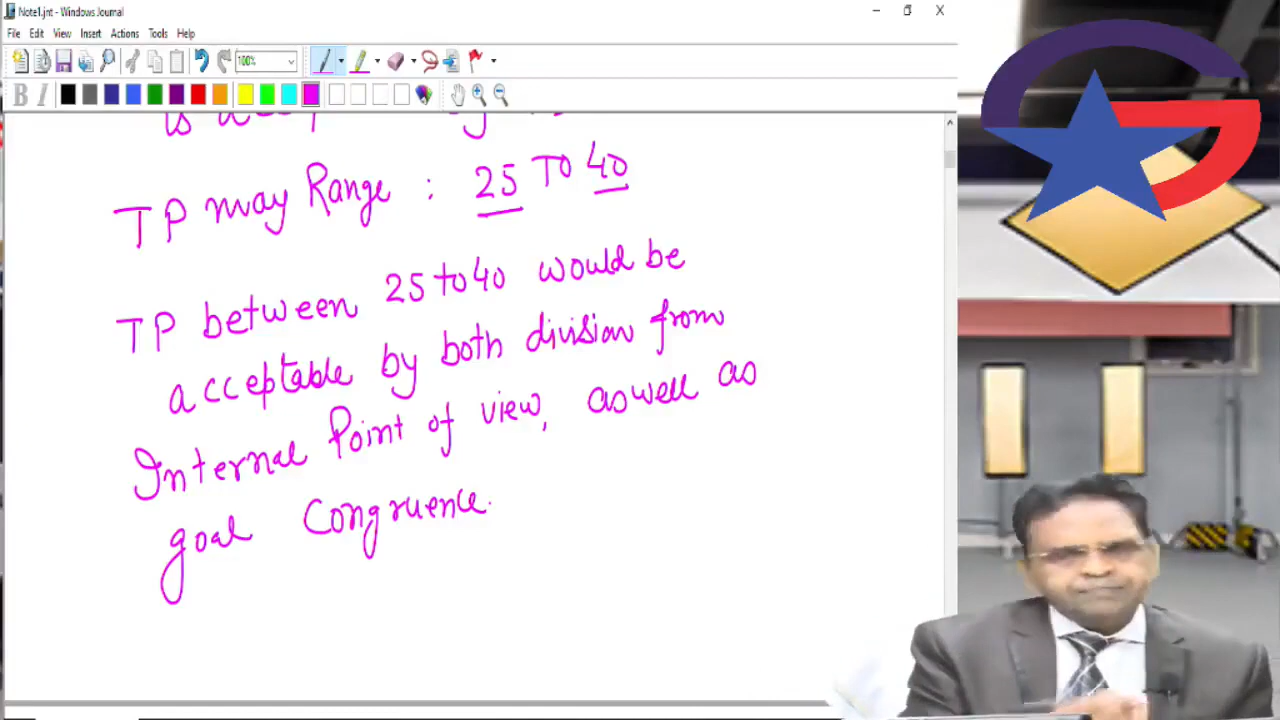 Note1.jnt - Windows Journal
File Edit View Insert Actions Tools Help
100%
B I
TP may Range : 25 TO 40
TP between 25 to 40 would be
acceptable by both division from
Internal Point of view, aswell as
goal Congruence.